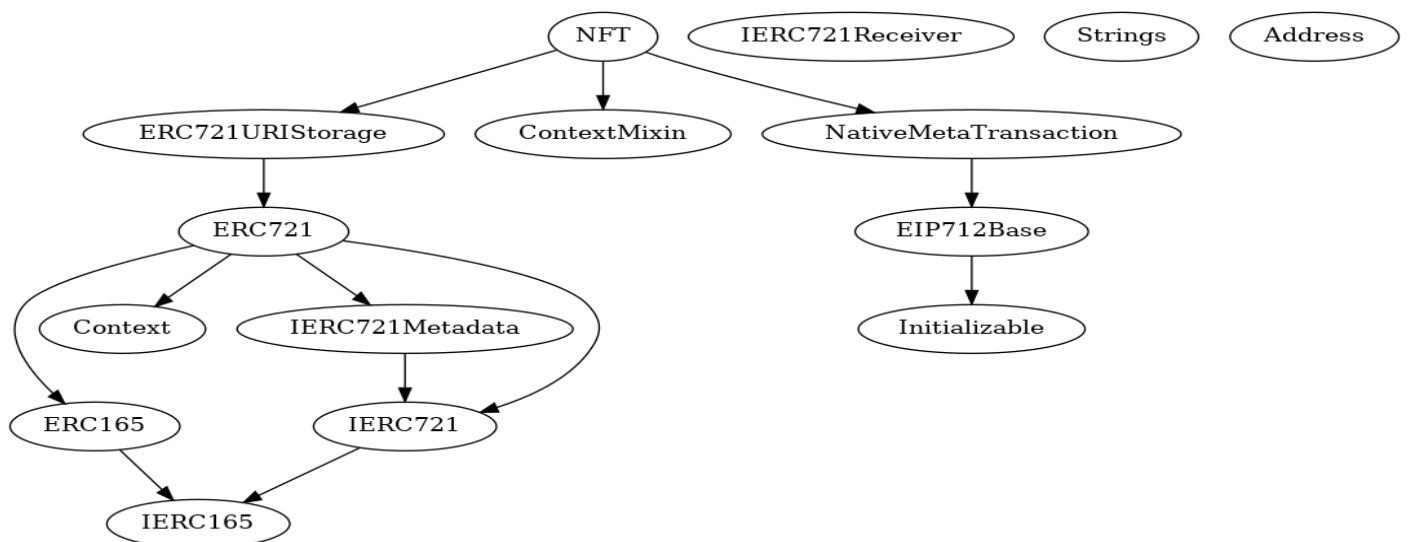 NFT IERC721Receiver Strings Address
ERC721URIStorage ContextMixin NativeMetaTransaction
ERC721 EIP712Base
Context IERC721Metadata Initializable
ERC165 IERC721
IERC165